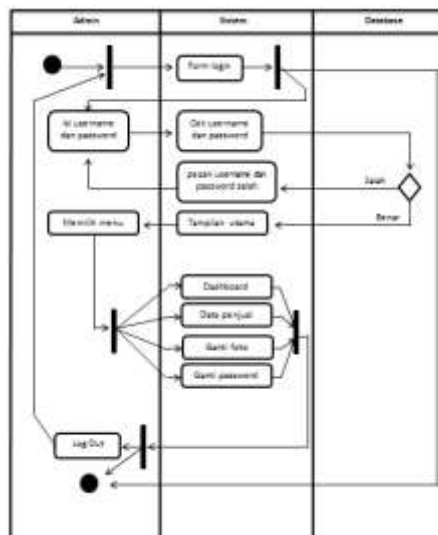 Admin
Sistem
Database
Form login
Isi username
dan password
Cek username
dan password
pesan username dan
password salah
Salah
Benar
Memilih menu
Tampilan utama
Dashboard
Data penjual
Ganti foto
Ganti password
Log Out